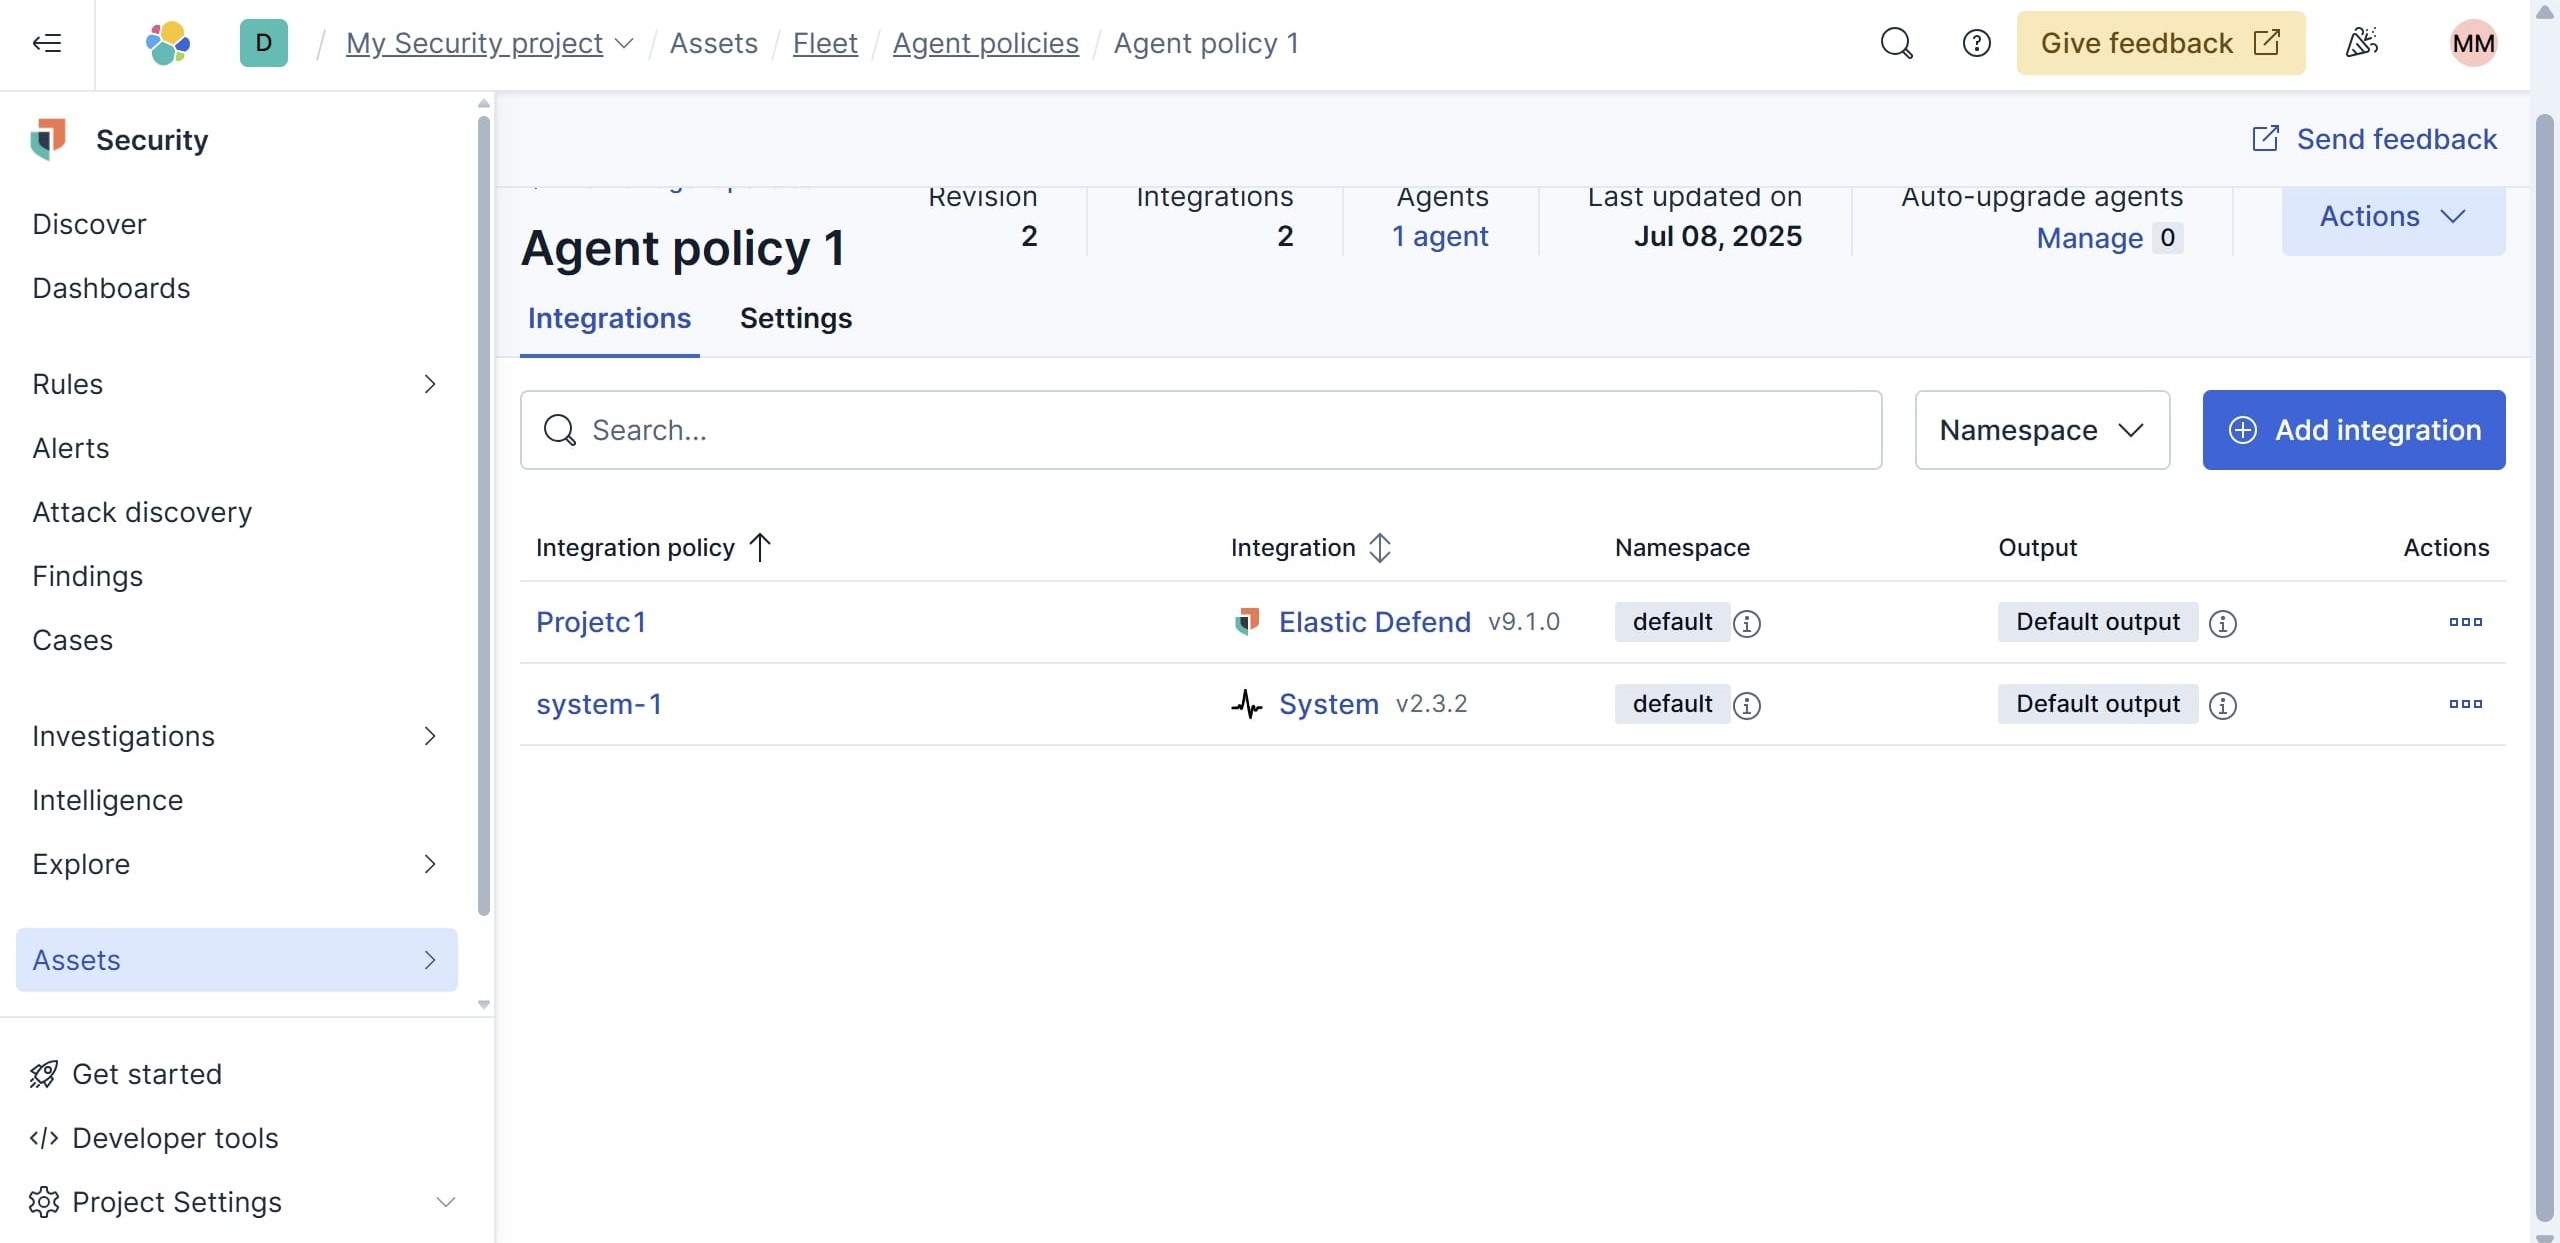 D / My Security project / Assets / Fleet / Agent policies / Agent policy 1
Give feedback
MM
Security
Discover
Dashboards
Rules
Alerts
Attack discovery
Findings
Cases
Investigations
Intelligence
Explore
Assets
Get started
Developer tools
Project Settings
Send feedback
Agent policy 1
Revision
2
Integrations
2
Agents
1 agent
Last updated on
Jul 08, 2025
Auto-upgrade agents
Manage 0
Actions
Integrations Settings
Search...
Namespace
Add integration
Integration policy Integration Namespace Output Actions
Projetc1 Elastic Defend v9.1.0 default Default output
system-1 System v2.3.2 default Default output